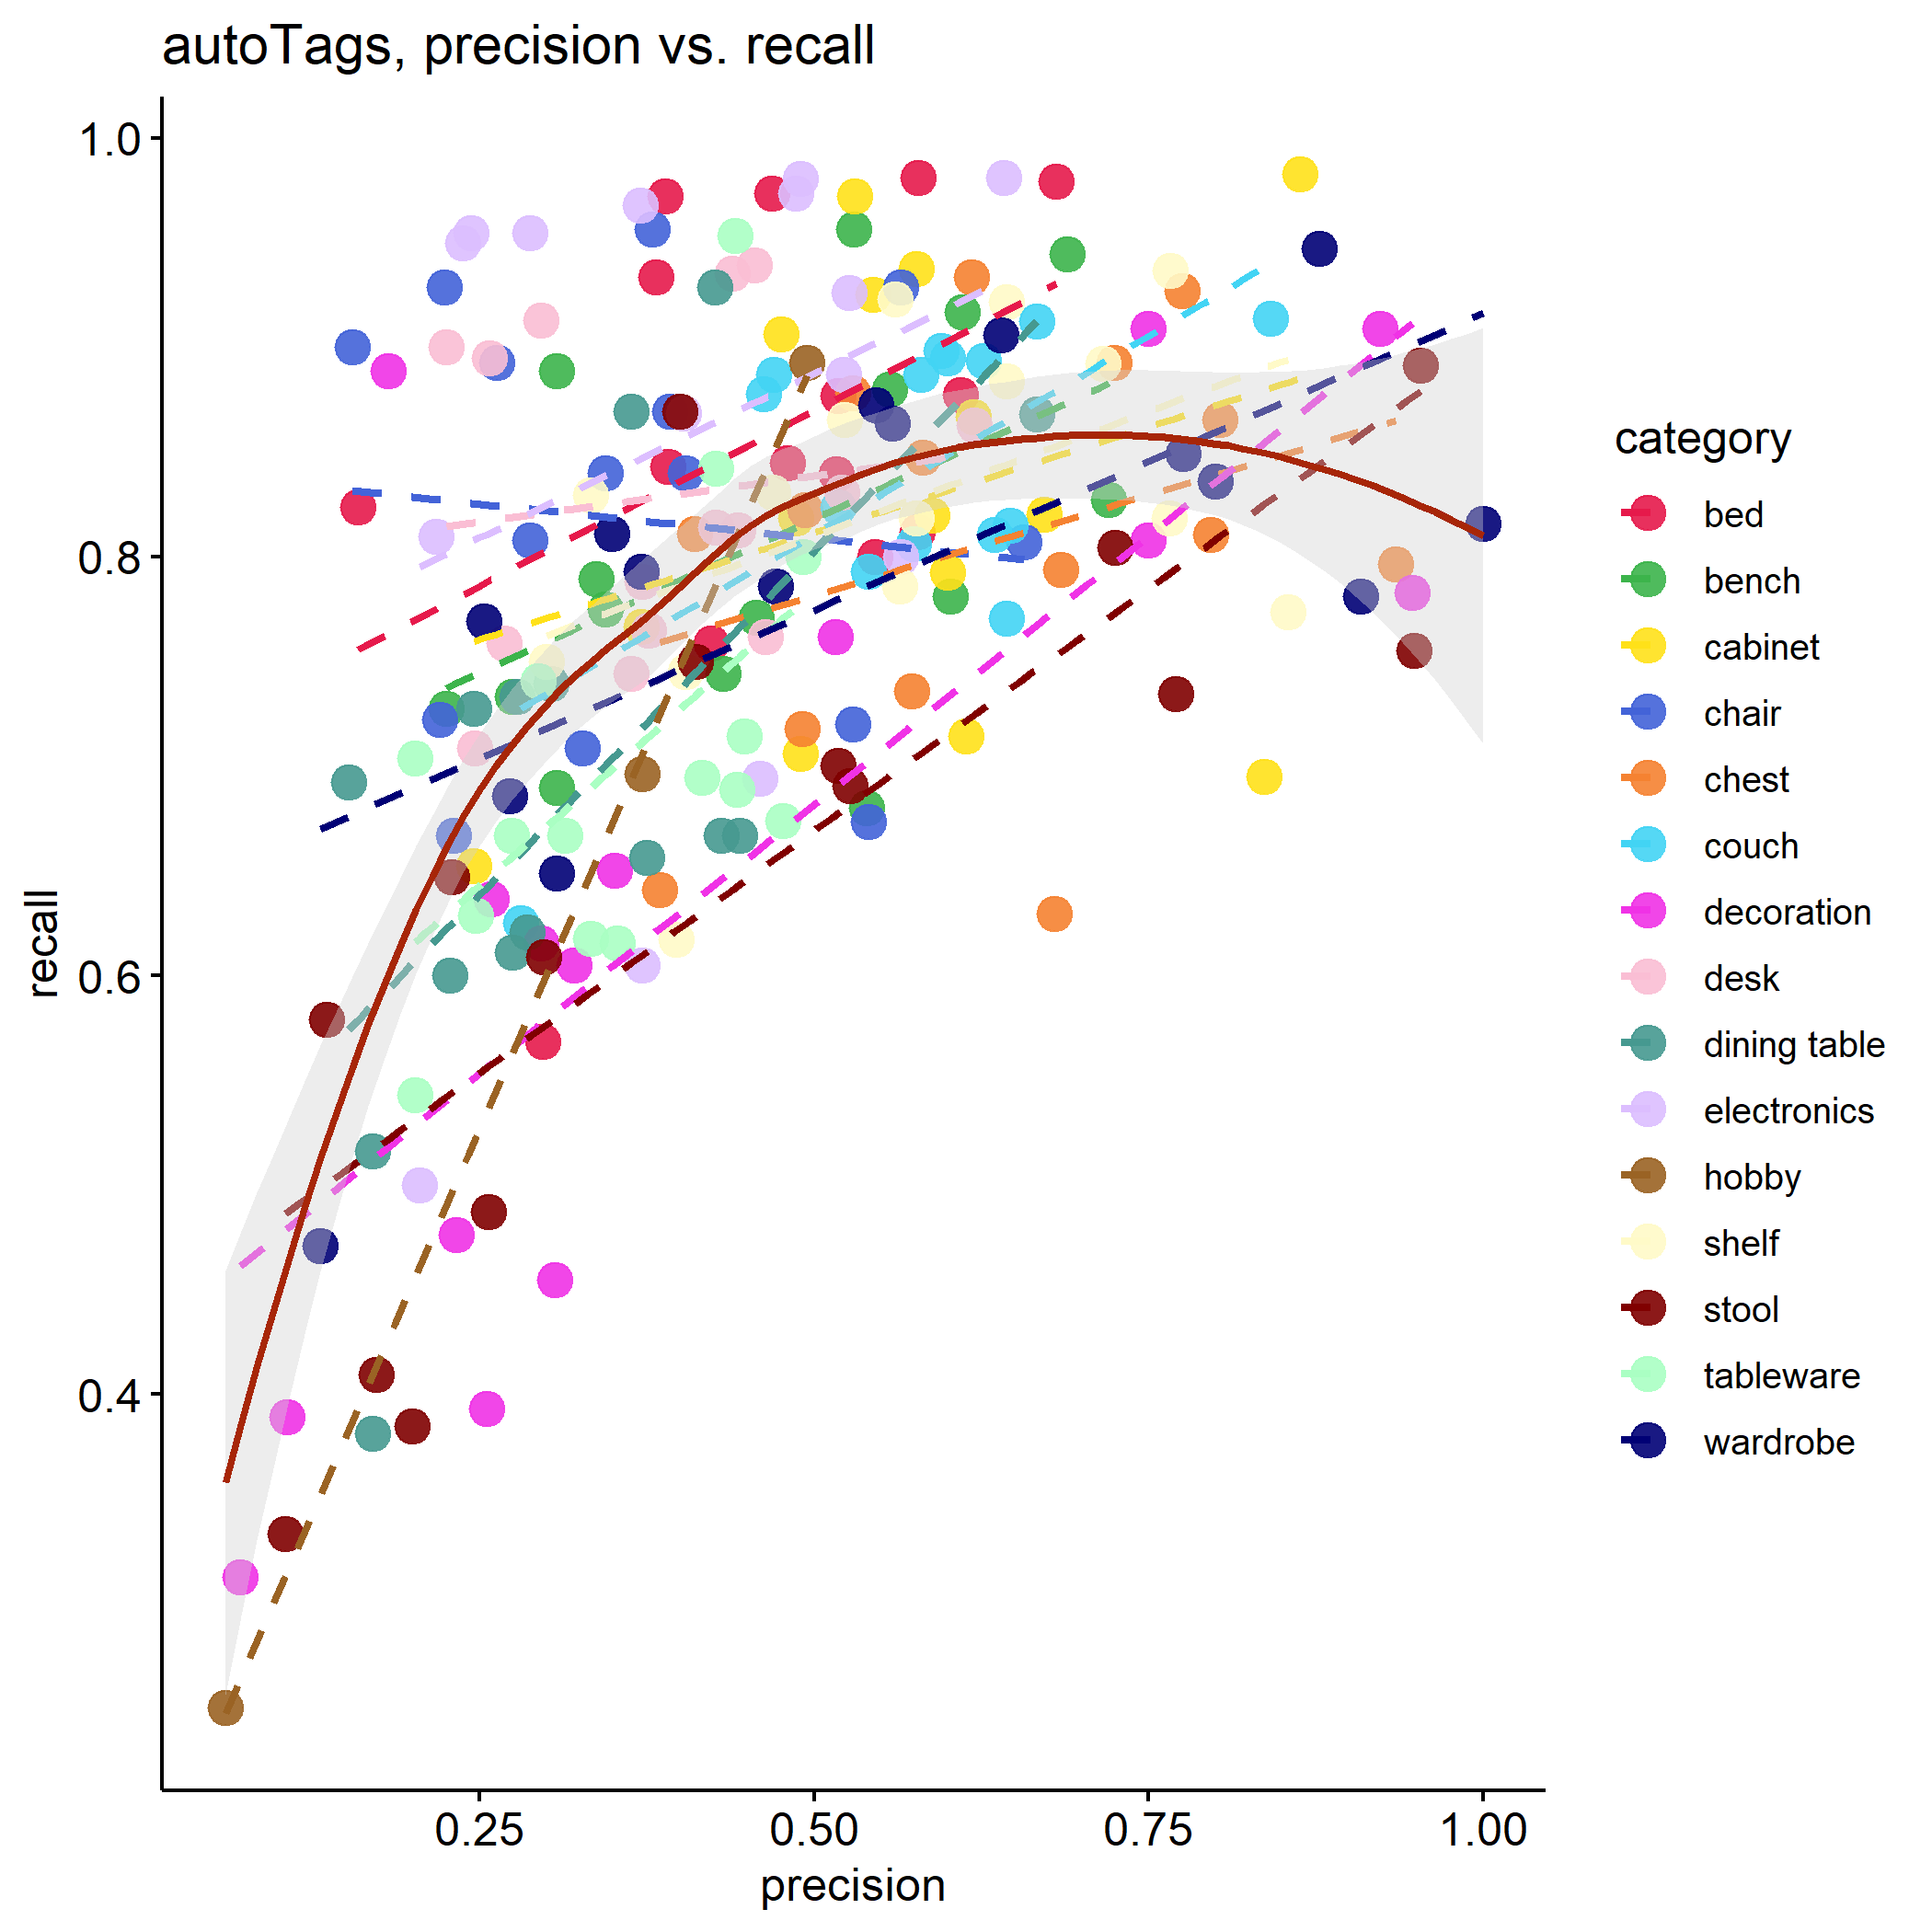 autoTags, precision vs. recall
1.0
0.8
0.6
0.4
recall
0.25 0.50 0.75 1.00
precision
category
bed
bench
cabinet
chair
chest
couch
decoration
desk
dining table
electronics
hobby
shelf
stool
tableware
wardrobe